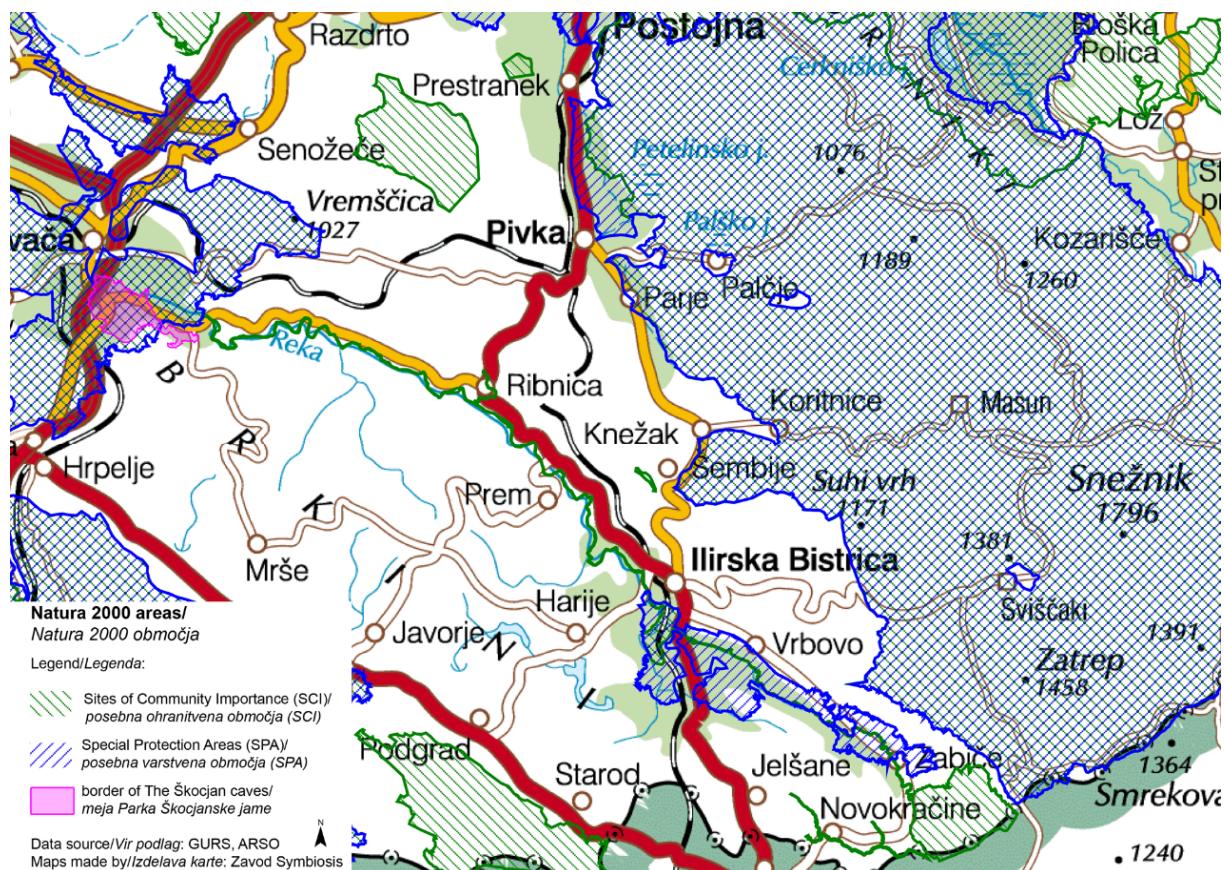 Postojna
Razdrto
Prestranek
Cerkniško
Polica
Lož
Senožeče
Petelinsko j.
1076
Vremščica
1027
Pivka
Palško j.
Kozarišče
1189
1260
Palčje
Parje
Reka
Ribnica
Koritnice
Mašun
Knežak
Šembije
Hrpelje
Prem
Suhi vrh
1171
Snežnik
1796
1381
Mrše
Ilirska Bistrica
Sviščaki
Harije
Javorje
Vrbovo
1391
Zatrep
1458
B R K I N I
Podgrad
Starod
Jelšane
Zabiče
1364
Novokračine
Smrekova
1240
Natura 2000 areas/
Natura 2000 območja
Legend/Legenda:
Sites of Community Importance (SCI)/
posebna ohranitvena območja (SCI)
Special Protection Areas (SPA)/
posebna varstvena območja (SPA)
border of The Škocjan caves/
meja Parka Škocjanske jame
N
Data source/Vir podlag: GURS, ARSO
Maps made by/Izdelava karte: Zavod Symbiosis